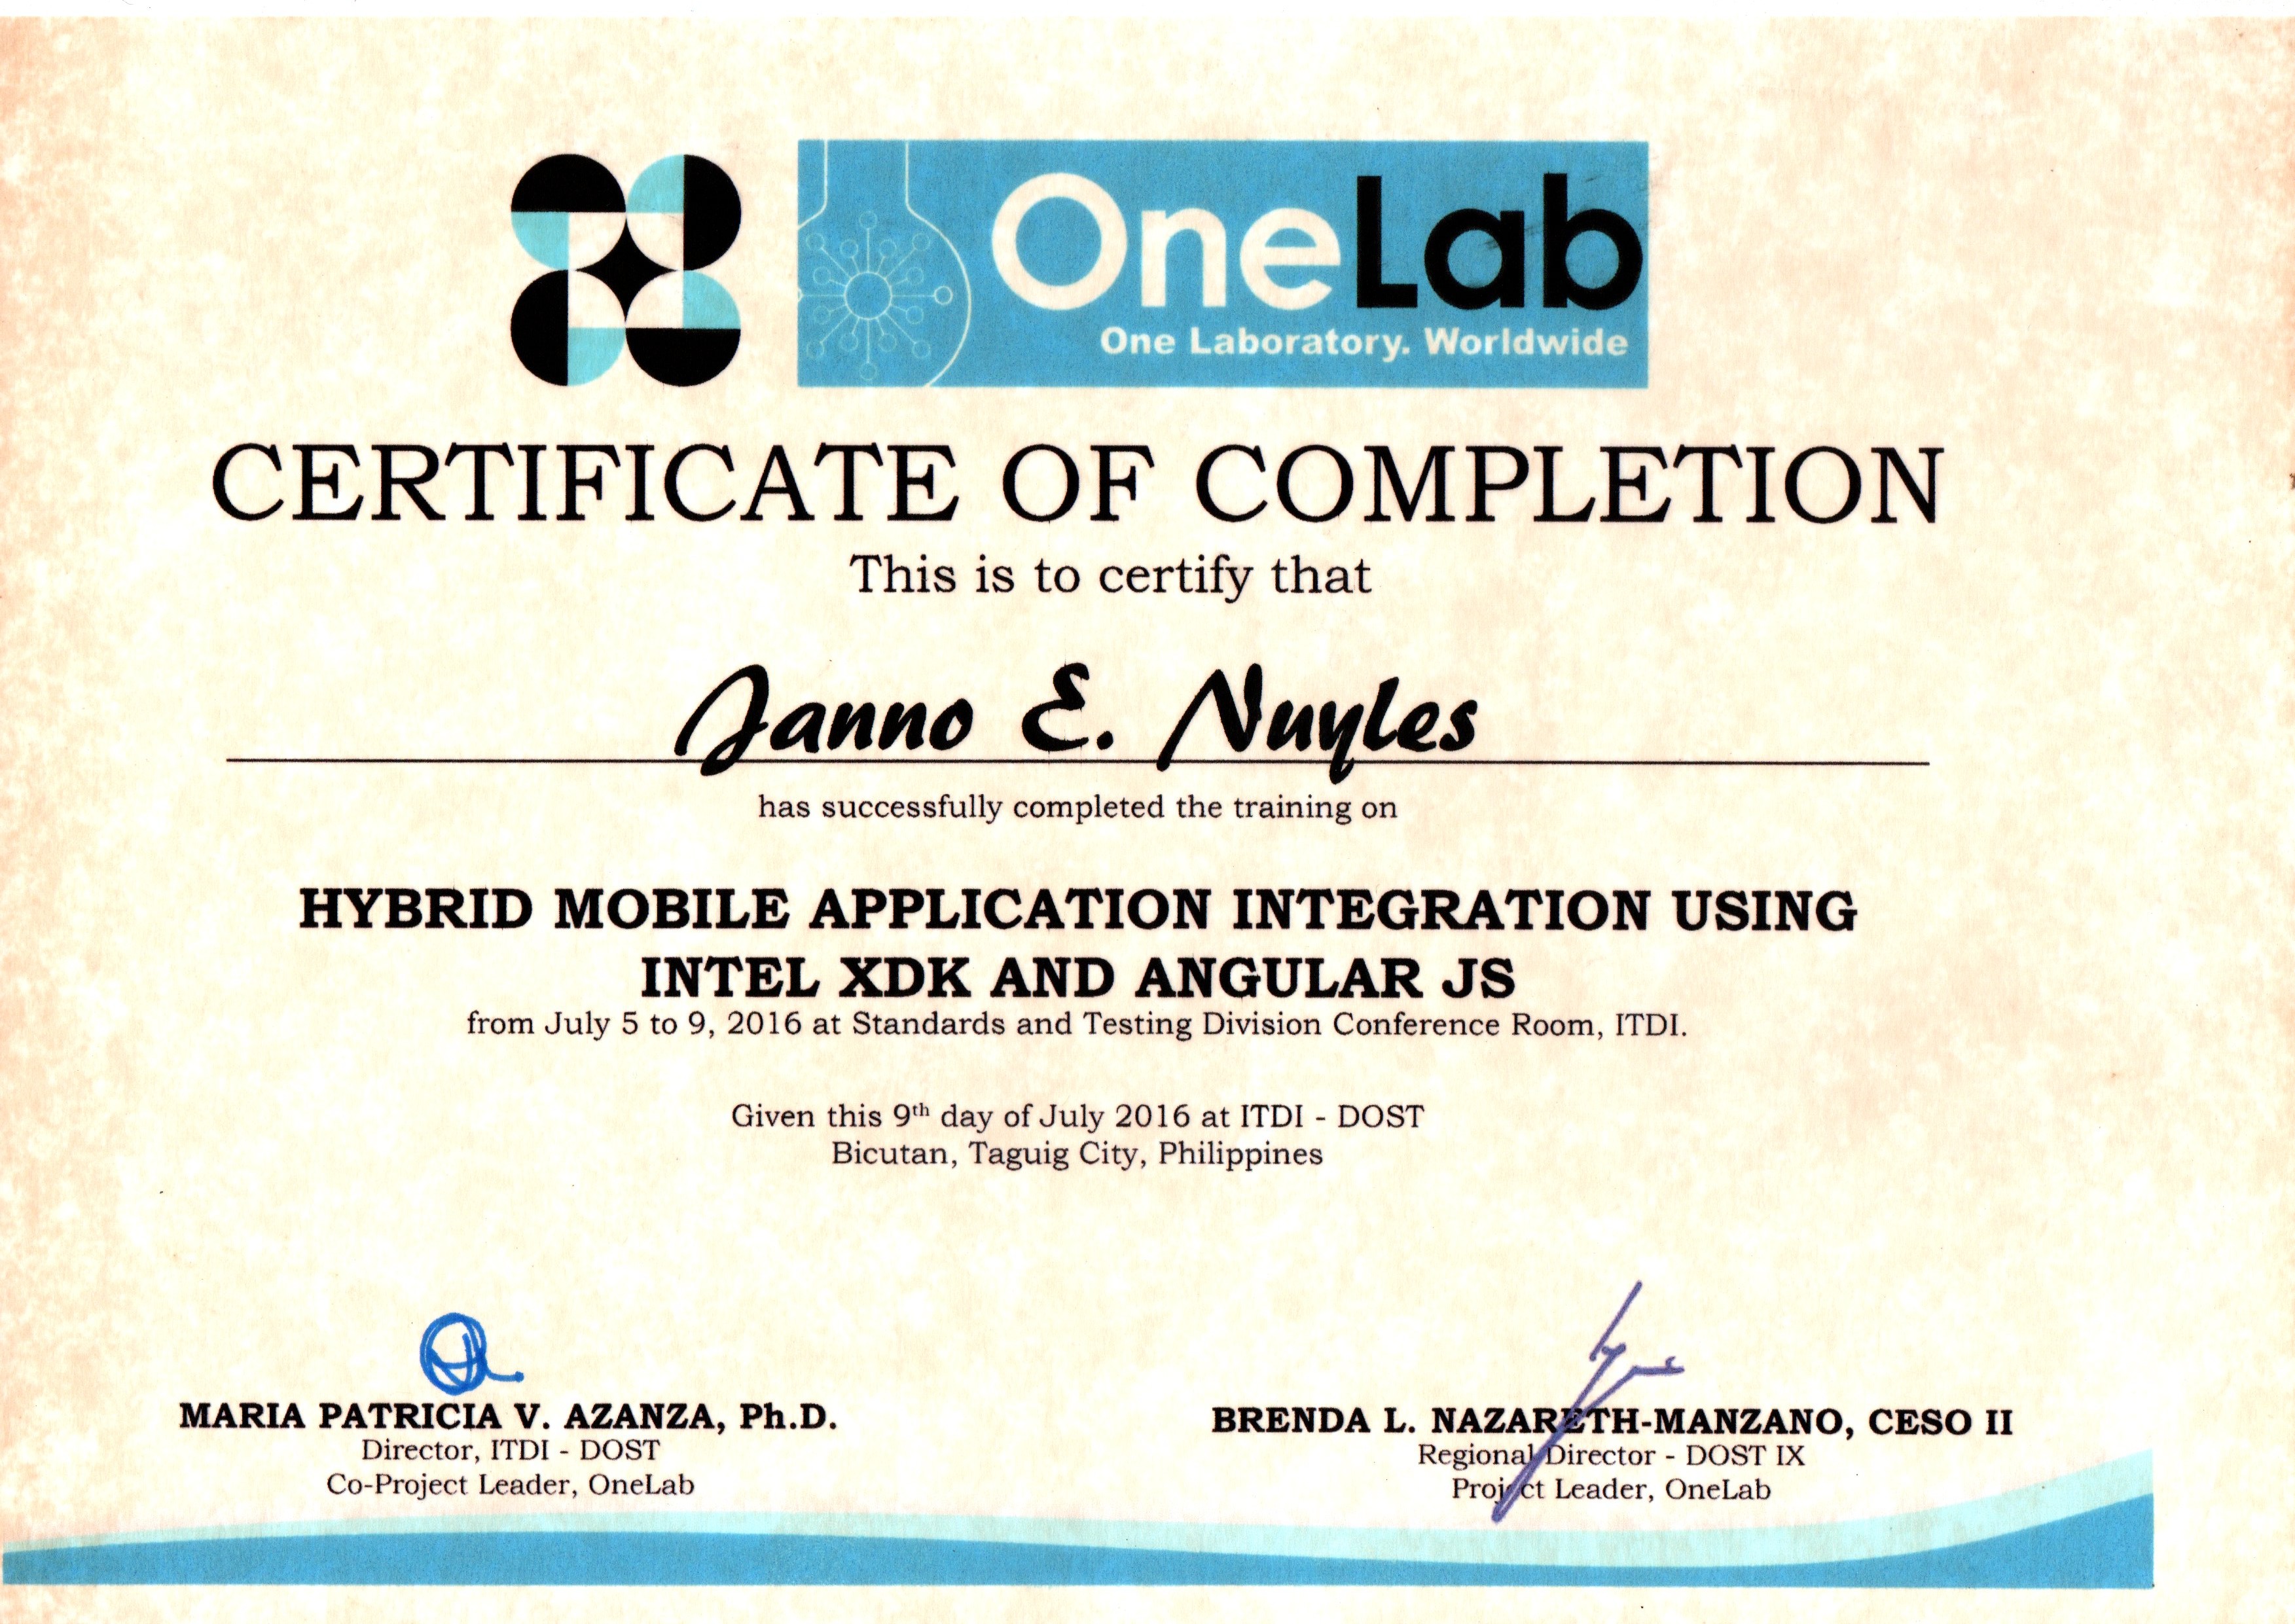 OneLab
One Laboratory. Worldwide
CERTIFICATE OF COMPLETION
This is to certify that
Janno E. Nuyles
has successfully completed the training on
HYBRID MOBILE APPLICATION INTEGRATION USING
INTEL XDK AND ANGULAR JS
from July 5 to 9, 2016 at Standards and Testing Division Conference Room, ITDI.
Given this 9th day of July 2016 at ITDI - DOST
Bicutan, Taguig City, Philippines
MARIA PATRICIA V. AZANZA, Ph.D.
Director, ITDI - DOST
Co-Project Leader, OneLab
BRENDA L. NAZARETH-MANZANO, CESO II
Regional Director - DOST IX
Project Leader, OneLab